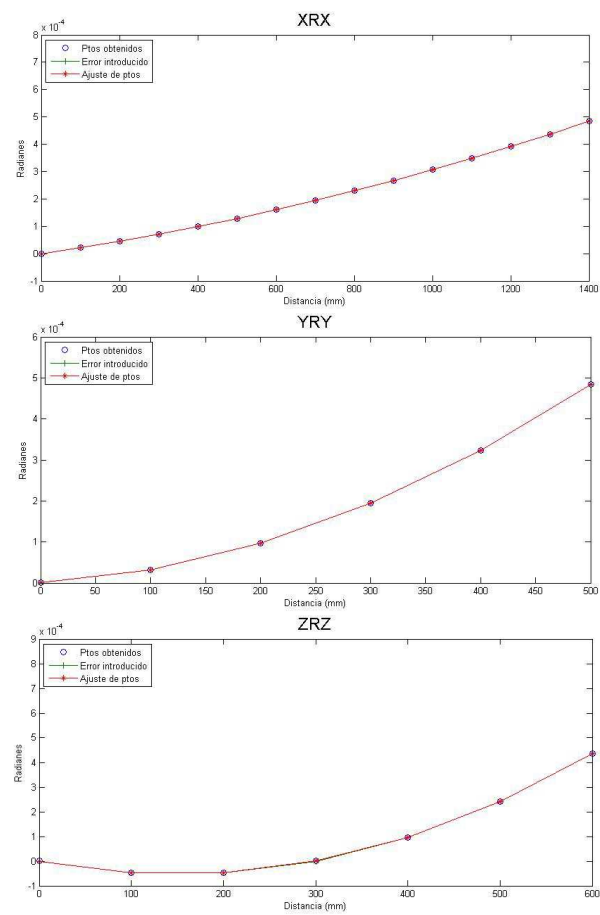 XRX
x 10⁻⁴
8
7
6
5
4
3
2
1
0
-1
Radianes
Ptos obtenidos
Error introducido
Ajuste de ptos
0 200 400 600 800 1000 1200 1400
Distancia (mm)
YRY
x 10⁻⁴
6
5
4
3
2
1
0
Radianes
Ptos obtenidos
Error introducido
Ajuste de ptos
0 50 100 150 200 250 300 350 400 450 500
Distancia (mm)
ZRZ
x 10⁻⁴
9
8
7
6
5
4
3
2
1
0
-1
Radianes
Ptos obtenidos
Error introducido
Ajuste de ptos
0 100 200 300 400 500 600
Distancia (mm)